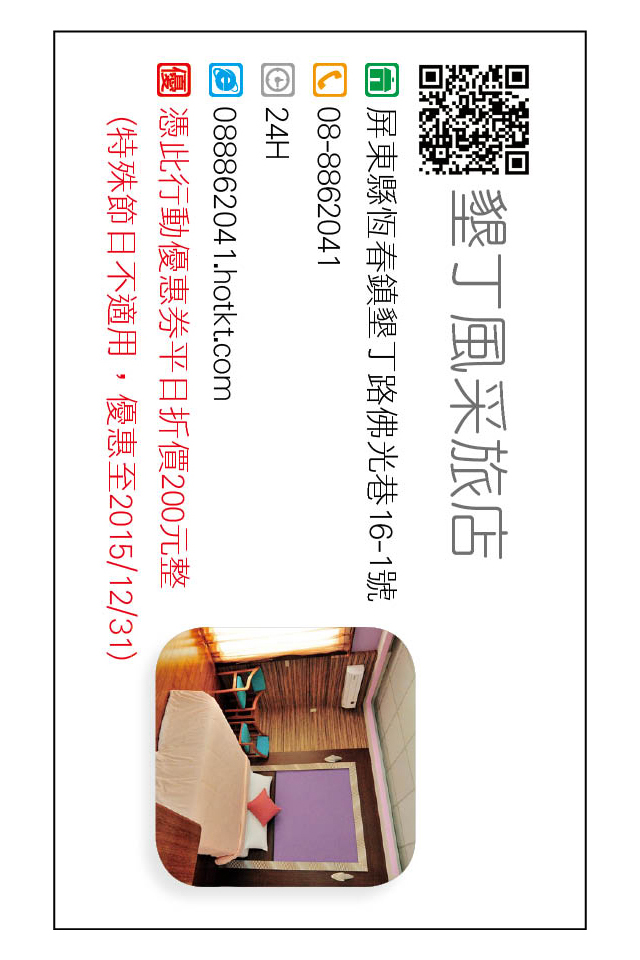 墾丁風采旅店
屏東縣恆春鎮墾丁路佛光巷16-1號
08-8862041
24H
088862041.hotkt.com
優 憑此行動優惠券平日折價200元整
(特殊節日不適用，優惠至2015/12/31)